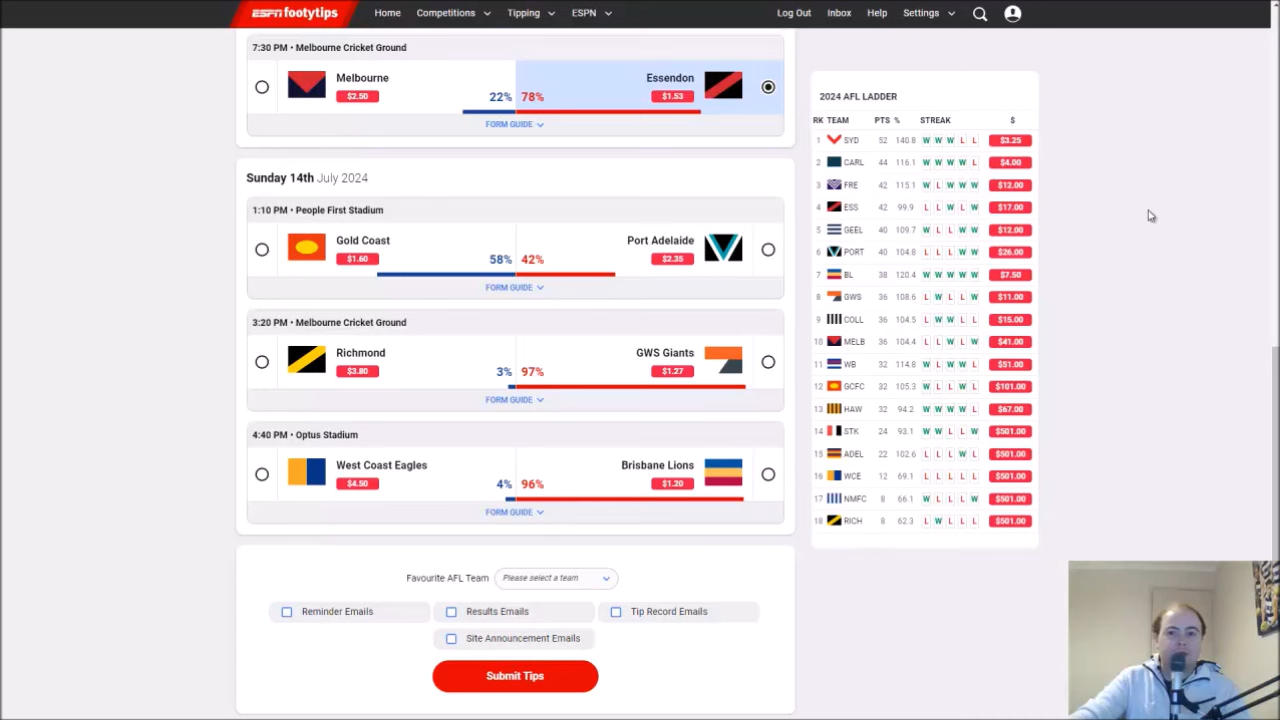 ESPN footytips Home Competitions Tipping ESPN Log Out Inbox Help Settings
7:30 PM • Melbourne Cricket Ground
Melbourne Essendon
$2.50 22% 78% $1.53
FORM GUIDE
Sunday 14th July 2024
1:10 PM • People First Stadium
Gold Coast Port Adelaide
$1.60 58% 42% $2.35
FORM GUIDE
3:20 PM • Melbourne Cricket Ground
Richmond GWS Giants
$3.80 3% 97% $1.27
FORM GUIDE
4:40 PM • Optus Stadium
West Coast Eagles Brisbane Lions
$4.50 4% 96% $1.20
FORM GUIDE
Favourite AFL Team Please select a team
Reminder Emails Results Emails Tip Record Emails
Site Announcement Emails
Submit Tips
2024 AFL LADDER
RK TEAM PTS % STREAK $
1 SYD 52 140.8 W W W L L $3.25
2 CARL 44 116.1 W W W W L $4.00
3 FRE 42 115.1 W L W W W $12.00
4 ESS 42 99.9 L L W L W $17.00
5 GEEL 40 109.7 W L L W W $12.00
6 PORT 40 104.8 L L L W W $26.00
7 BL 38 120.4 W W W W W $7.50
8 GWS 36 108.6 L W L L W $11.00
9 COLL 36 104.5 L W W L L $15.00
10 MELB 36 104.4 L L W L W $41.00
11 WB 32 114.8 W L W W L $51.00
12 GCFC 32 105.3 W L L W L $101.00
13 HAW 32 94.2 W W W W L $67.00
14 STK 24 93.1 W W L L W $501.00
15 ADEL 22 102.6 L L L W L $501.00
16 WCE 12 69.1 L L L L L $501.00
17 NMFC 8 66.1 W L L L W $501.00
18 RICH 8 62.3 L W L L L $501.00